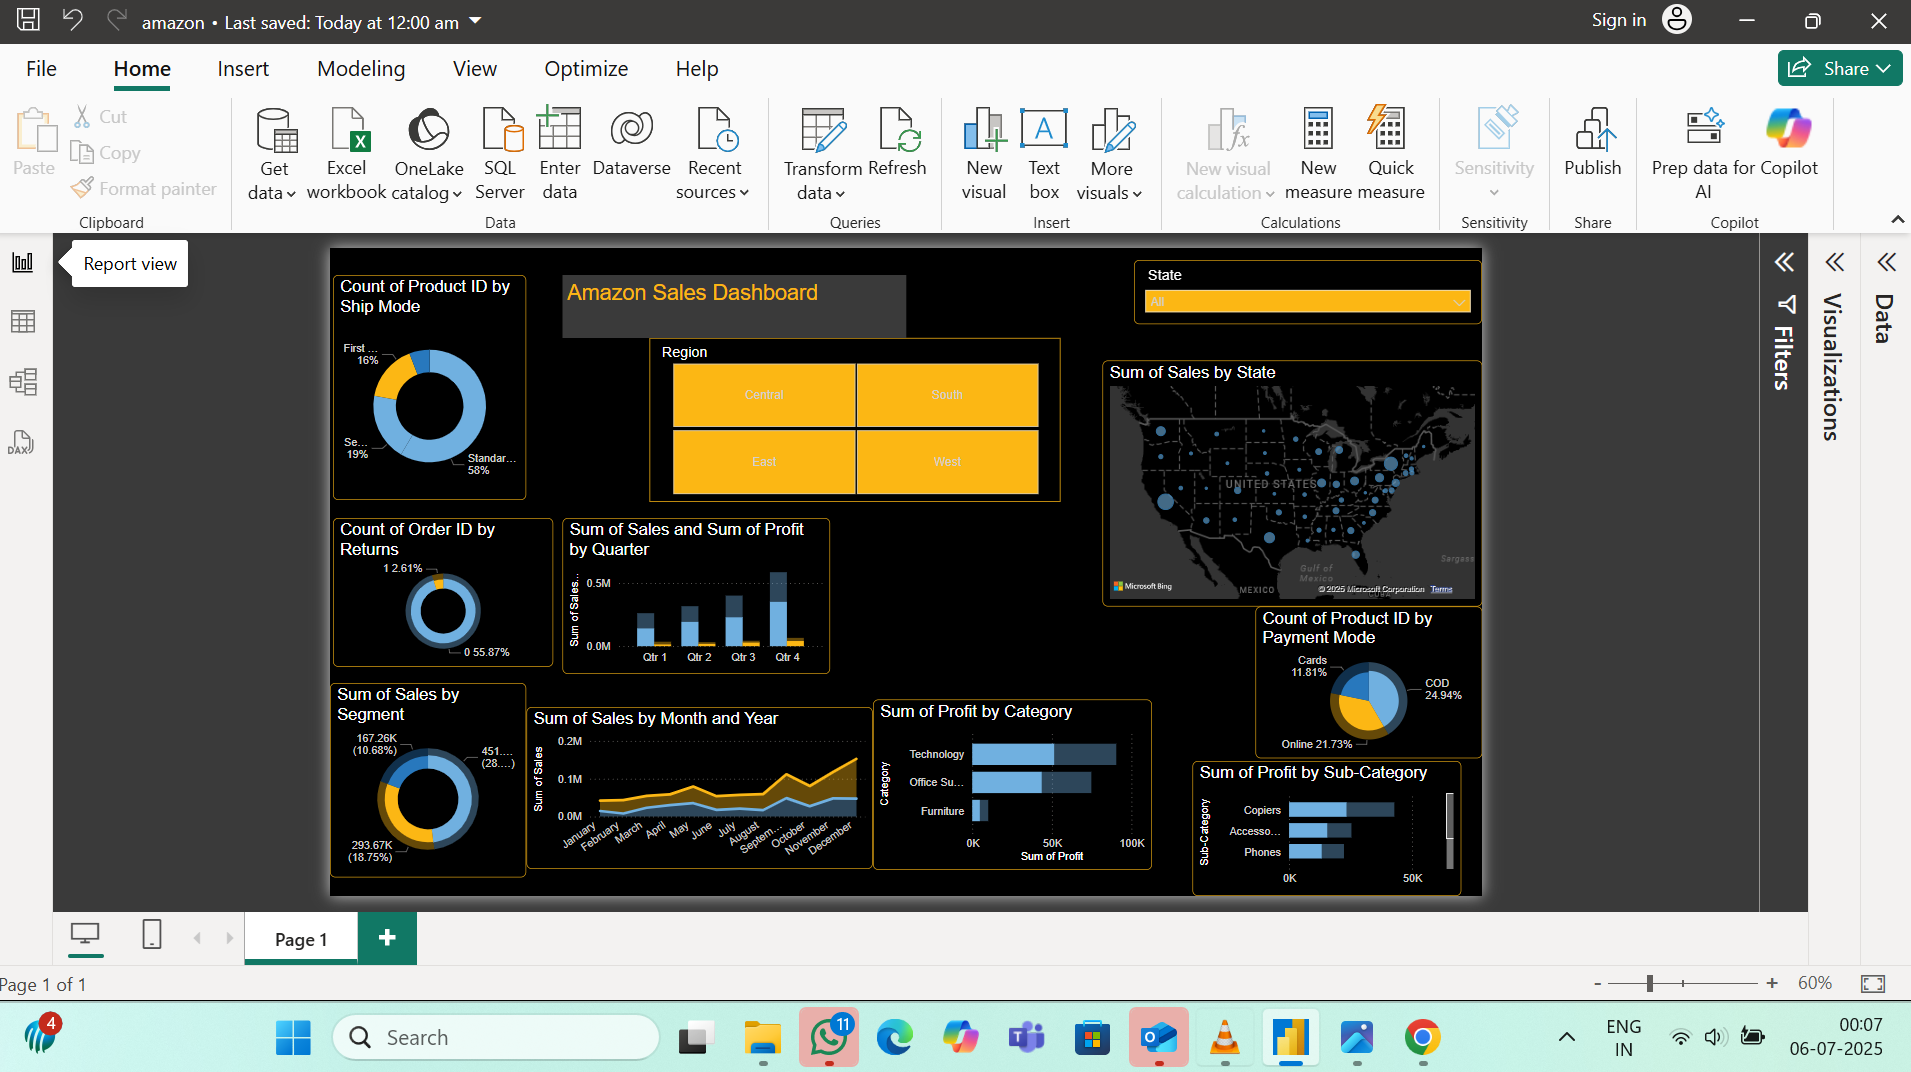 amazon • Last saved: Today at 12:00 am
Sign in
File Home Insert Modeling View Optimize Help
Share
Paste
Cut
Copy
Format painter
Clipboard
Get data
Excel workbook
OneLake catalog
SQL Server
Enter data
Dataverse
Recent sources
Data
Transform data
Refresh
Queries
New visual
Text box
More visuals
Insert
New visual calculation
New measure
Quick measure
Calculations
Sensitivity
Sensitivity
Publish
Share
Prep data for AI
Copilot
Copilot
Report view
DAX
Count of Product ID by
Ship Mode
First ...
16%
Se...
19%
Standar...
58%
Amazon Sales Dashboard
Region
Central
South
East
West
State
All
Sum of Sales by State
UNITED STATES
Gulf of
Mexico
MEXICO
Sargass
Microsoft Bing
© 2025 Microsoft Corporation Terms
Count of Order ID by
Returns
1 2.61%
0 55.87%
Sum of Sales and Sum of Profit
by Quarter
Sum of Sales...
0.5M
0.0M
Qtr 1 Qtr 2 Qtr 3 Qtr 4
Count of Product ID by
Payment Mode
Cards
11.81%
COD
24.94%
Online 21.73%
Sum of Sales by
Segment
167.26K
(10.68%)
451....
(28....)
293.67K
(18.75%)
Sum of Sales by Month and Year
Sum of Sales
0.2M
0.1M
0.0M
January February March April May June July August Septem... October November December
Sum of Profit by Category
Category
Technology
Office Su...
Furniture
0K 50K 100K
Sum of Profit
Sum of Profit by Sub-Category
Sub-Category
Copiers
Accesso...
Phones
0K 50K
Filters
Visualizations
Data
Page 1
+
Page 1 of 1
- + 60%
4
Search
11
ENG
IN
00:07
06-07-2025